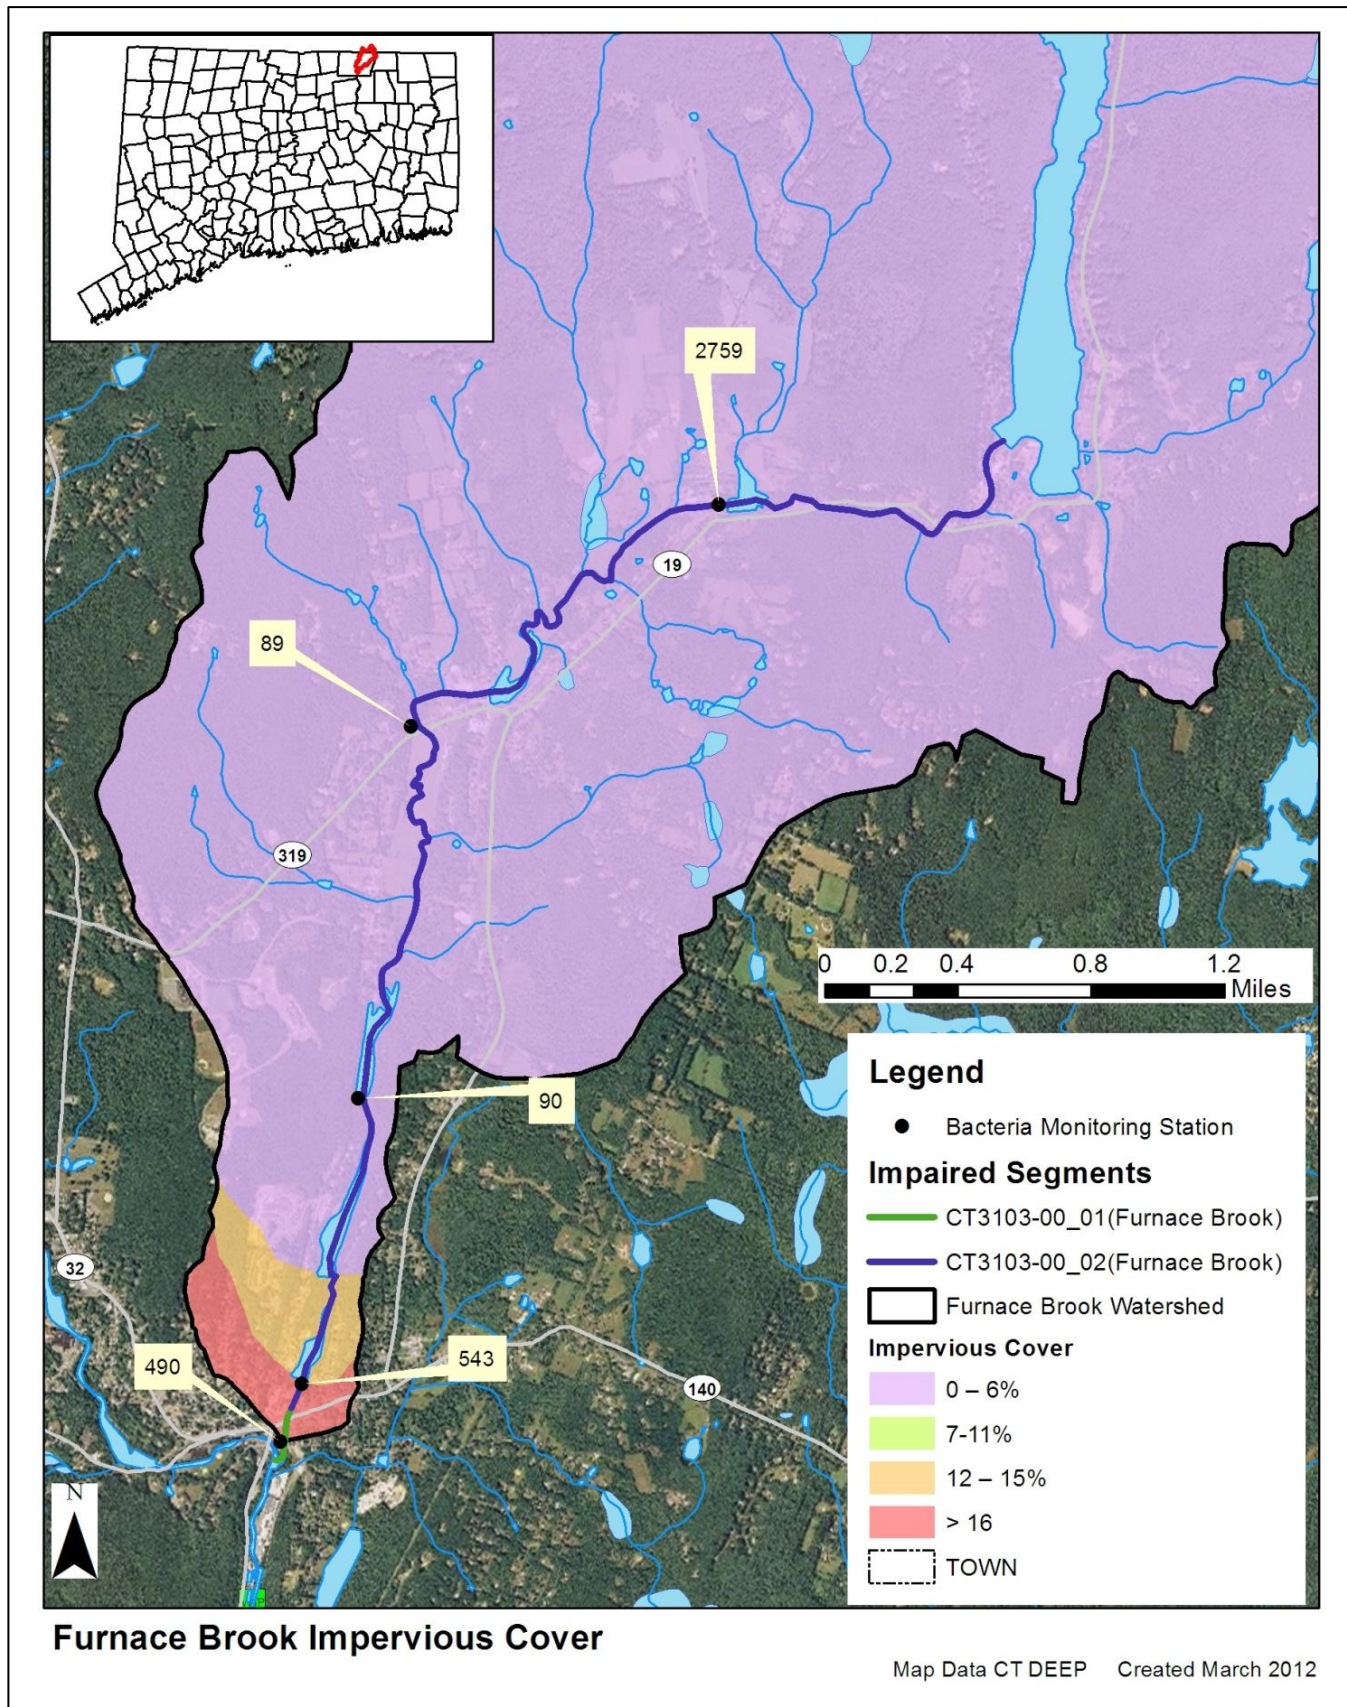 2759
19
89
319
0 0.2 0.4 0.8 1.2
Miles
90
Legend
Bacteria Monitoring Station
Impaired Segments
CT3103-00_01(Furnace Brook)
CT3103-00_02(Furnace Brook)
Furnace Brook Watershed
Impervious Cover
0 – 6%
7-11%
12 – 15%
> 16
TOWN
32
490
543
140
N
Furnace Brook Impervious Cover
Map Data CT DEEP Created March 2012